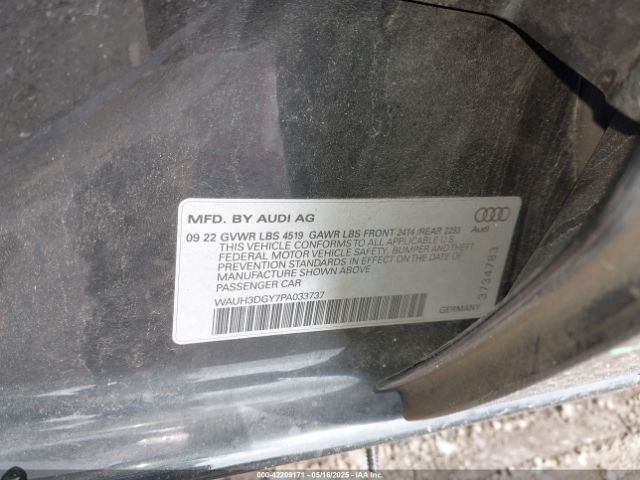 MFD. BY AUDI AG
Audi
09 22 GVWR LBS 4519 GAWR LBS FRONT 2414 /REAR 2293
THIS VEHICLE CONFORMS TO ALL APPLICABLE U.S.
FEDERAL MOTOR VEHICLE SAFETY, BUMPER AND THEFT
PREVENTION STANDARDS IN EFFECT ON THE DATE OF
MANUFACTURE SHOWN ABOVE
PASSENGER CAR
WAUH3DGY7PA033737
GERMANY
3734783
000-42209171 - 05/16/2025 - IAA Inc.